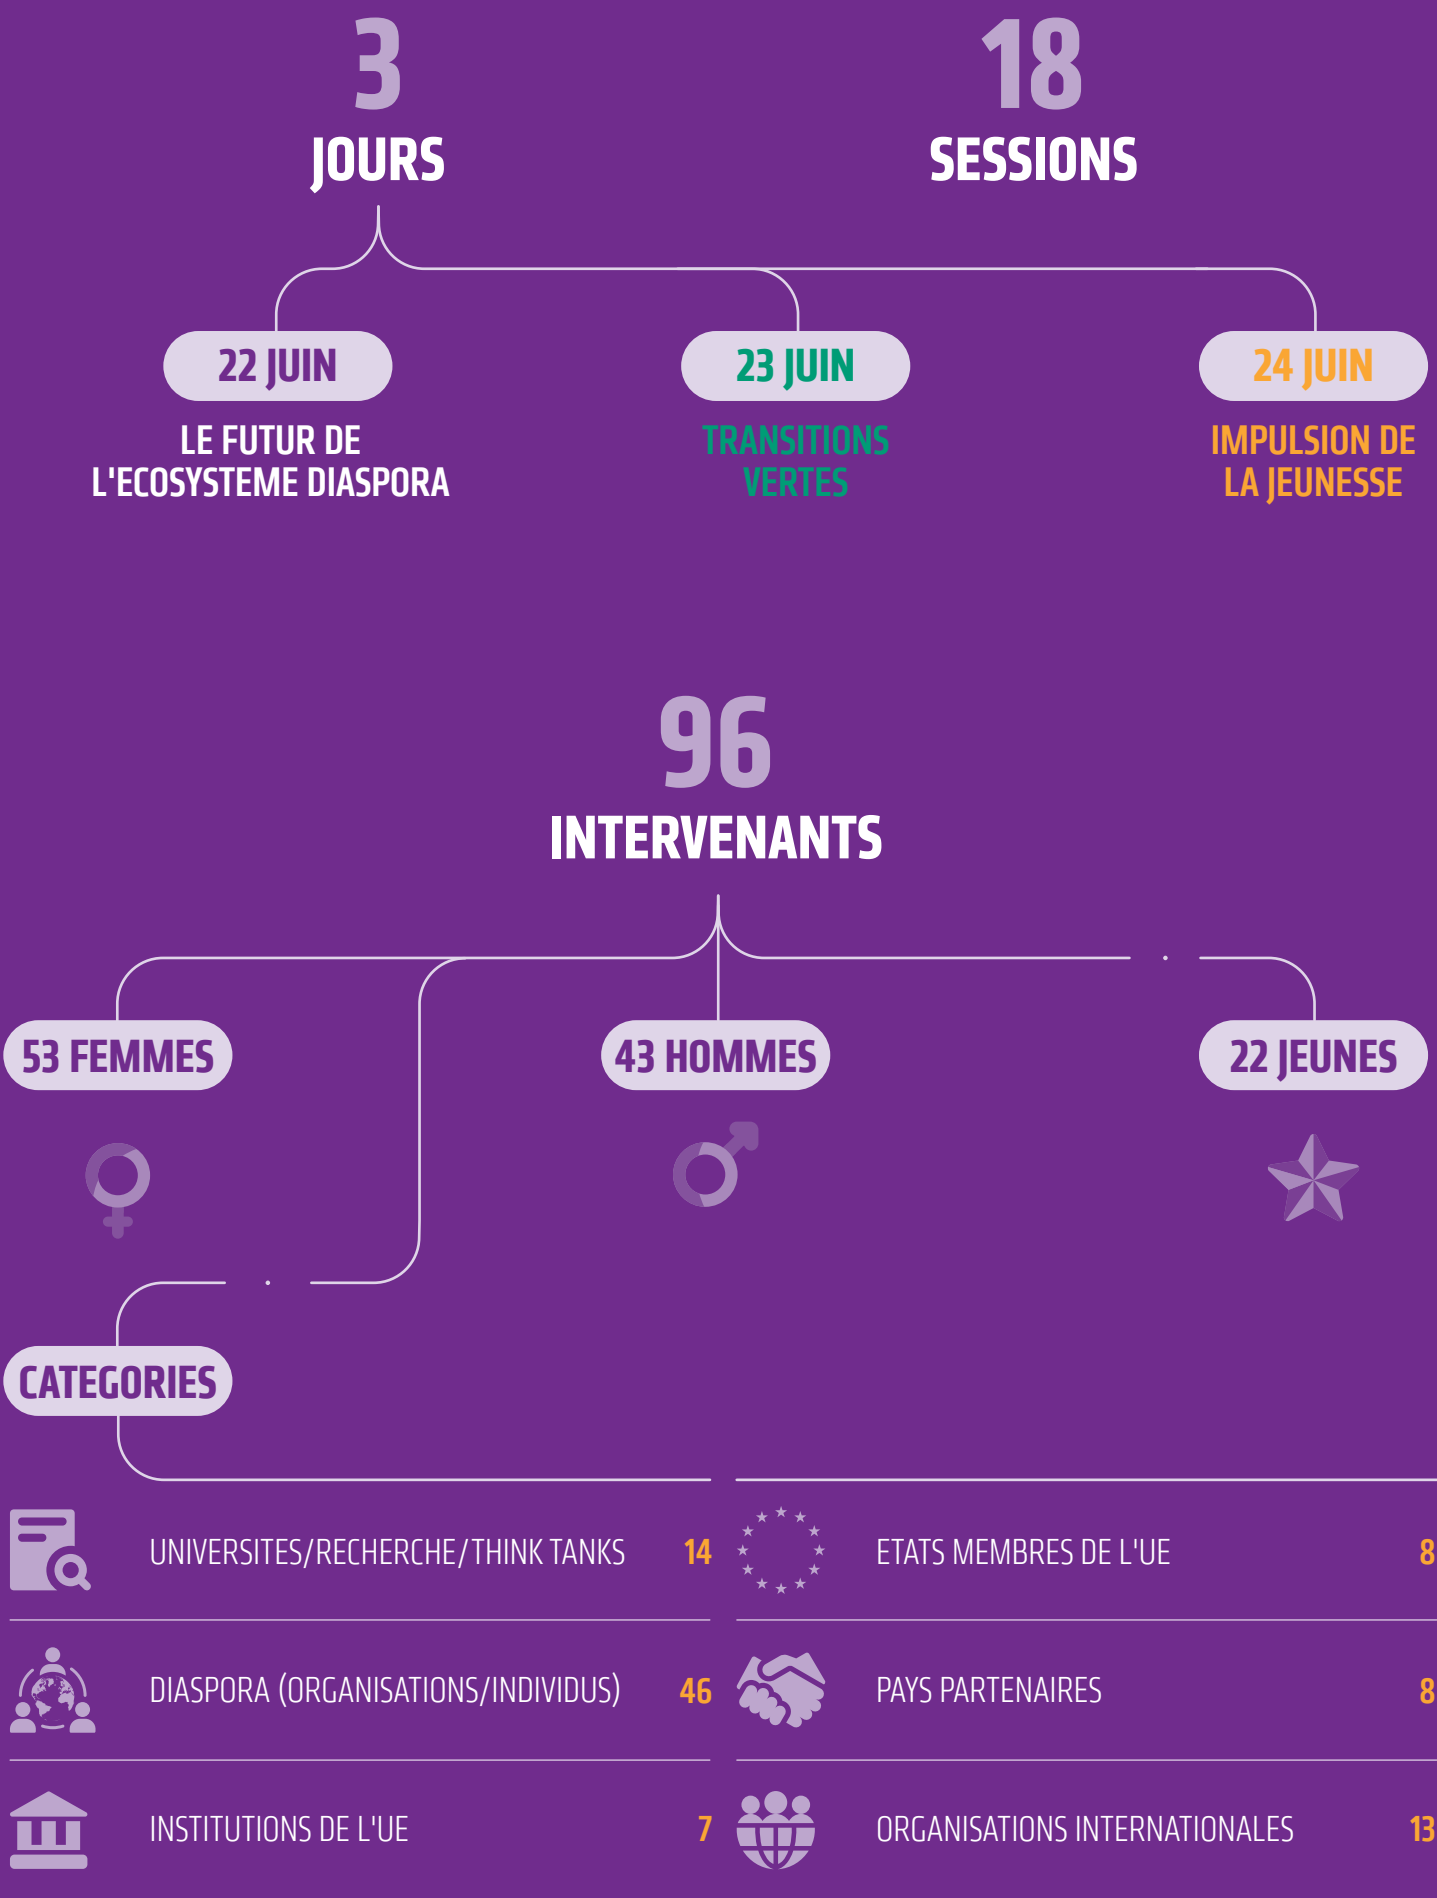 3
JOURS
18
SESSIONS
22 JUIN
LE FUTUR DE
L'ECOSYSTEME DIASPORA
23 JUIN
TRANSITIONS
VERTES
24 JUIN
IMPULSION DE
LA JEUNESSE
96
INTERVENANTS
53 FEMMES
43 HOMMES
22 JEUNES
CATEGORIES
UNIVERSITES/RECHERCHE/THINK TANKS 14
ETATS MEMBRES DE L'UE 8
DIASPORA (ORGANISATIONS/INDIVIDUS) 46
PAYS PARTENAIRES 8
INSTITUTIONS DE L'UE 7
ORGANISATIONS INTERNATIONALES 13